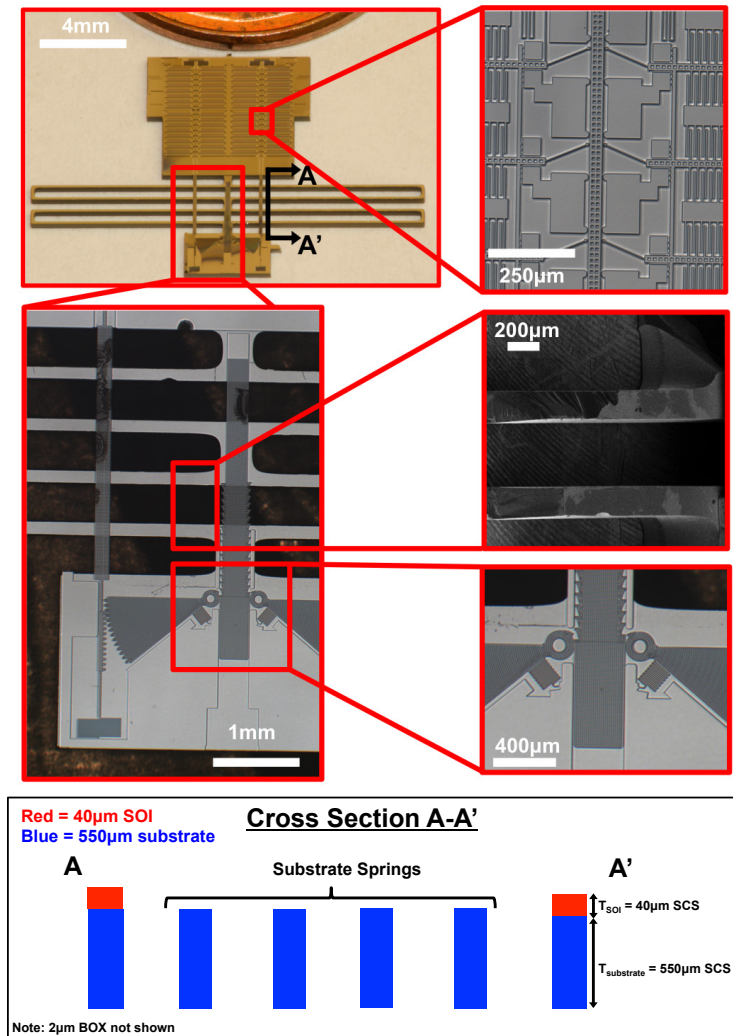 4mm
A
A'
250µm
200µm
1mm
400µm
Red = 40µm SOI
Blue = 550µm substrate
Cross Section A-A'
A
Substrate Springs
A'
T_SOI = 40µm SCS
T_substrate = 550µm SCS
Note: 2µm BOX not shown